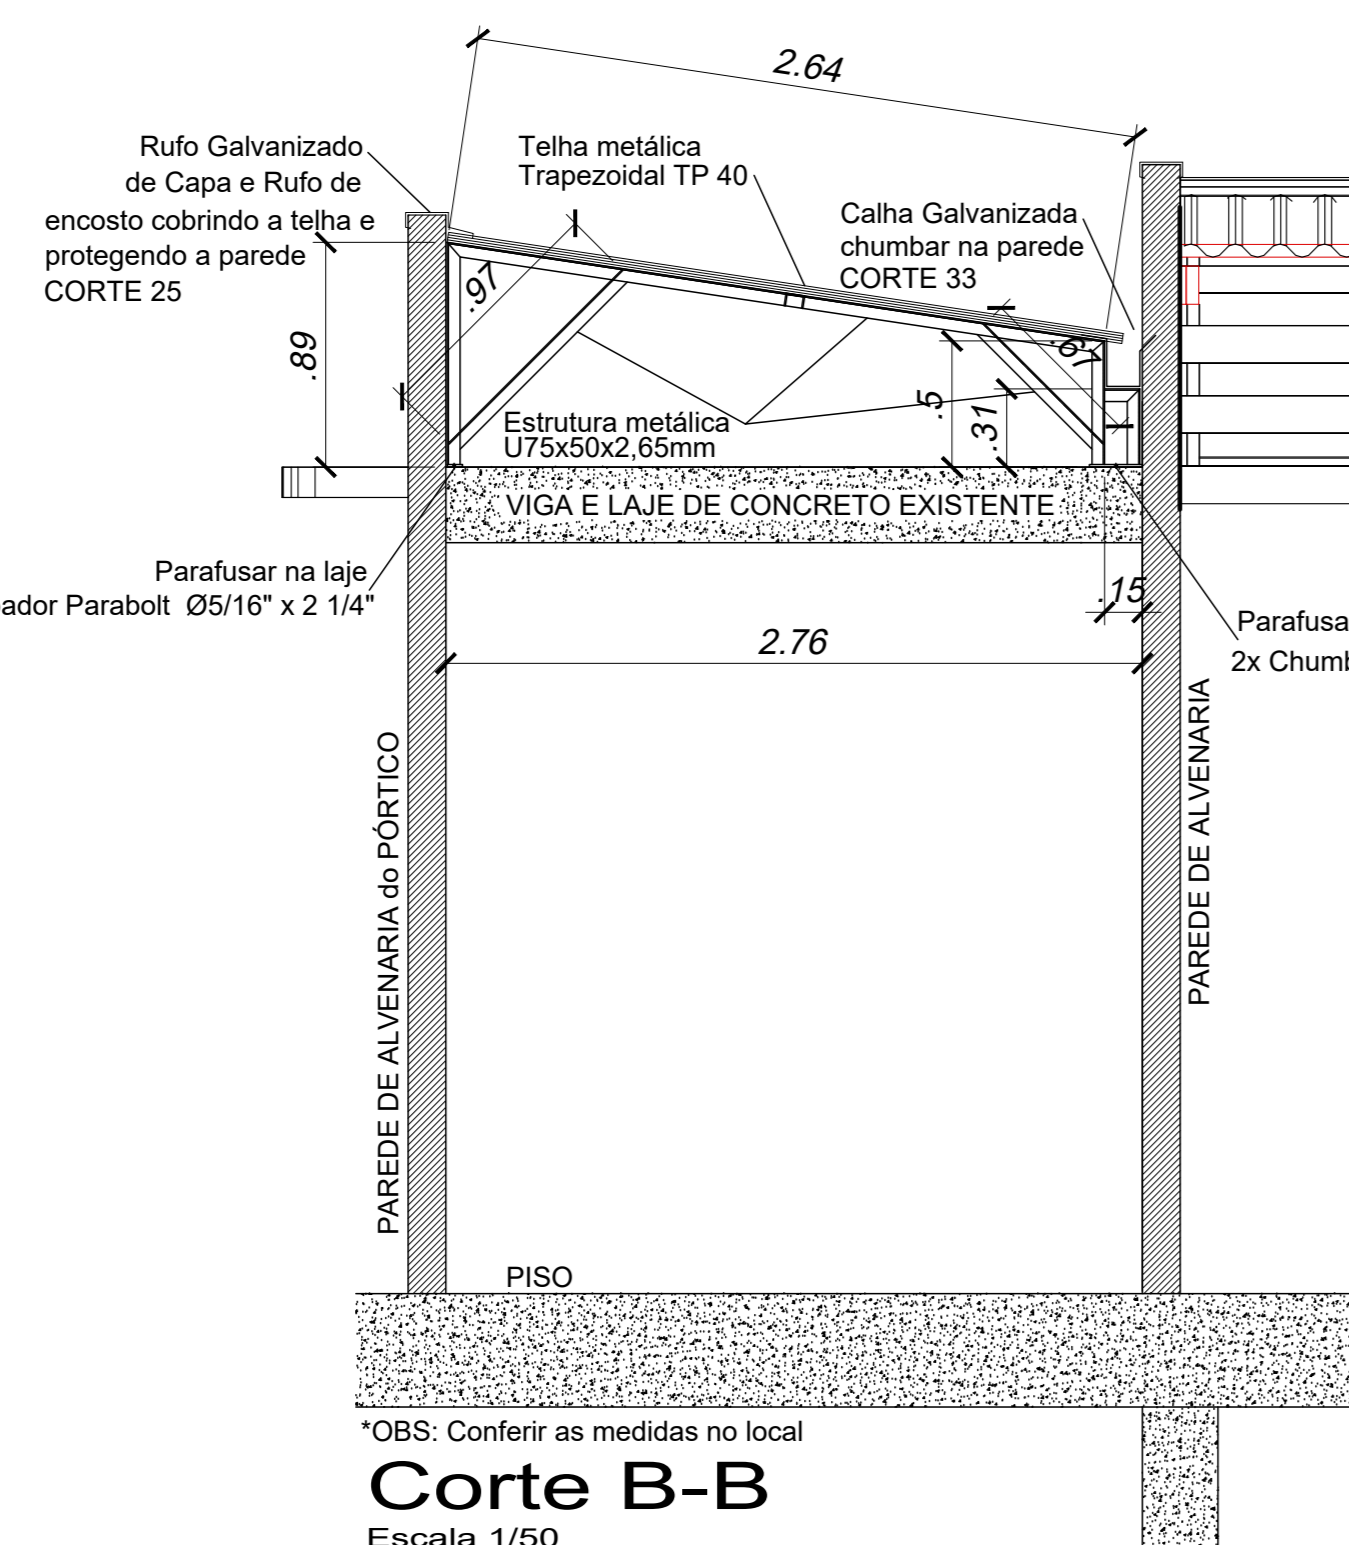 2.64
Rufo Galvanizado
de Capa e Rufo de
encosto cobrindo a telha e
protegendo a parede
CORTE 25
Telha metálica
Trapezoidal TP 40
Calha Galvanizada
chumbar na parede
CORTE 33
.97
.89
.67
.5
.31
Estrutura metálica
U75x50x2,65mm
VIGA E LAJE DE CONCRETO EXISTENTE
Parafusar na laje
ador Parabolt Ø5/16" x 2 1/4"
.15
2.76
Parafusa
2x Chumb
PAREDE DE ALVENARIA do PÓRTICO
PAREDE DE ALVENARIA
PISO
*OBS: Conferir as medidas no local
Corte B-B
Escala 1/50